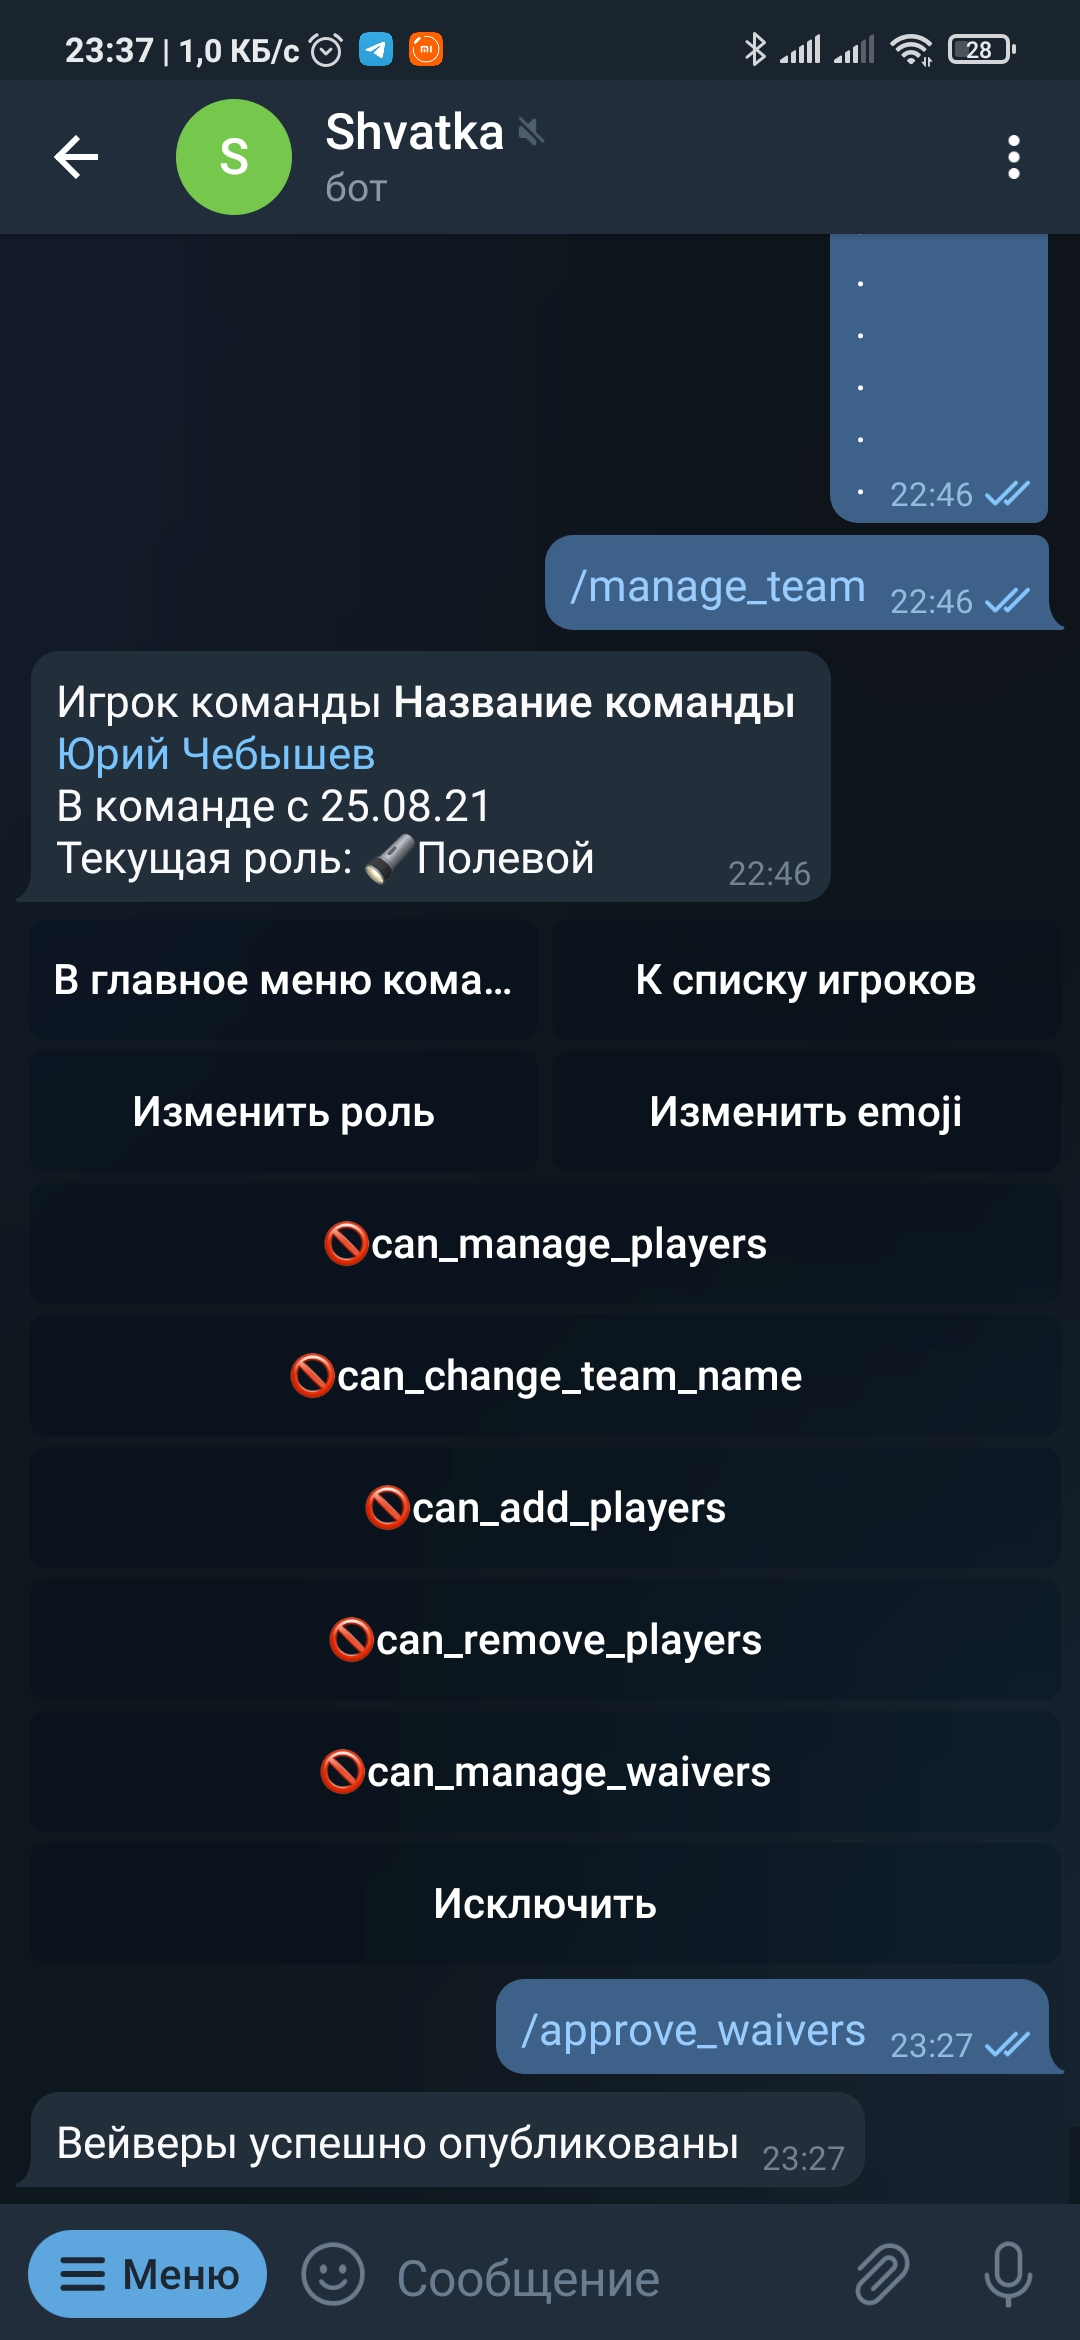 23:37 | 1,0 КБ/с
28
S
Shvatka
бот
.
.
.
.
. 22:46
/manage_team 22:46
Игрок команды Название команды
Юрий Чебышев
В команде с 25.08.21
Текущая роль: 🔦Полевой 22:46
В главное меню кома...
К списку игроков
Изменить роль
Изменить emoji
🚫can_manage_players
🚫can_change_team_name
🚫can_add_players
🚫can_remove_players
🚫can_manage_waivers
Исключить
/approve_waivers 23:27
Вейверы успешно опубликованы 23:27
Меню
Сообщение